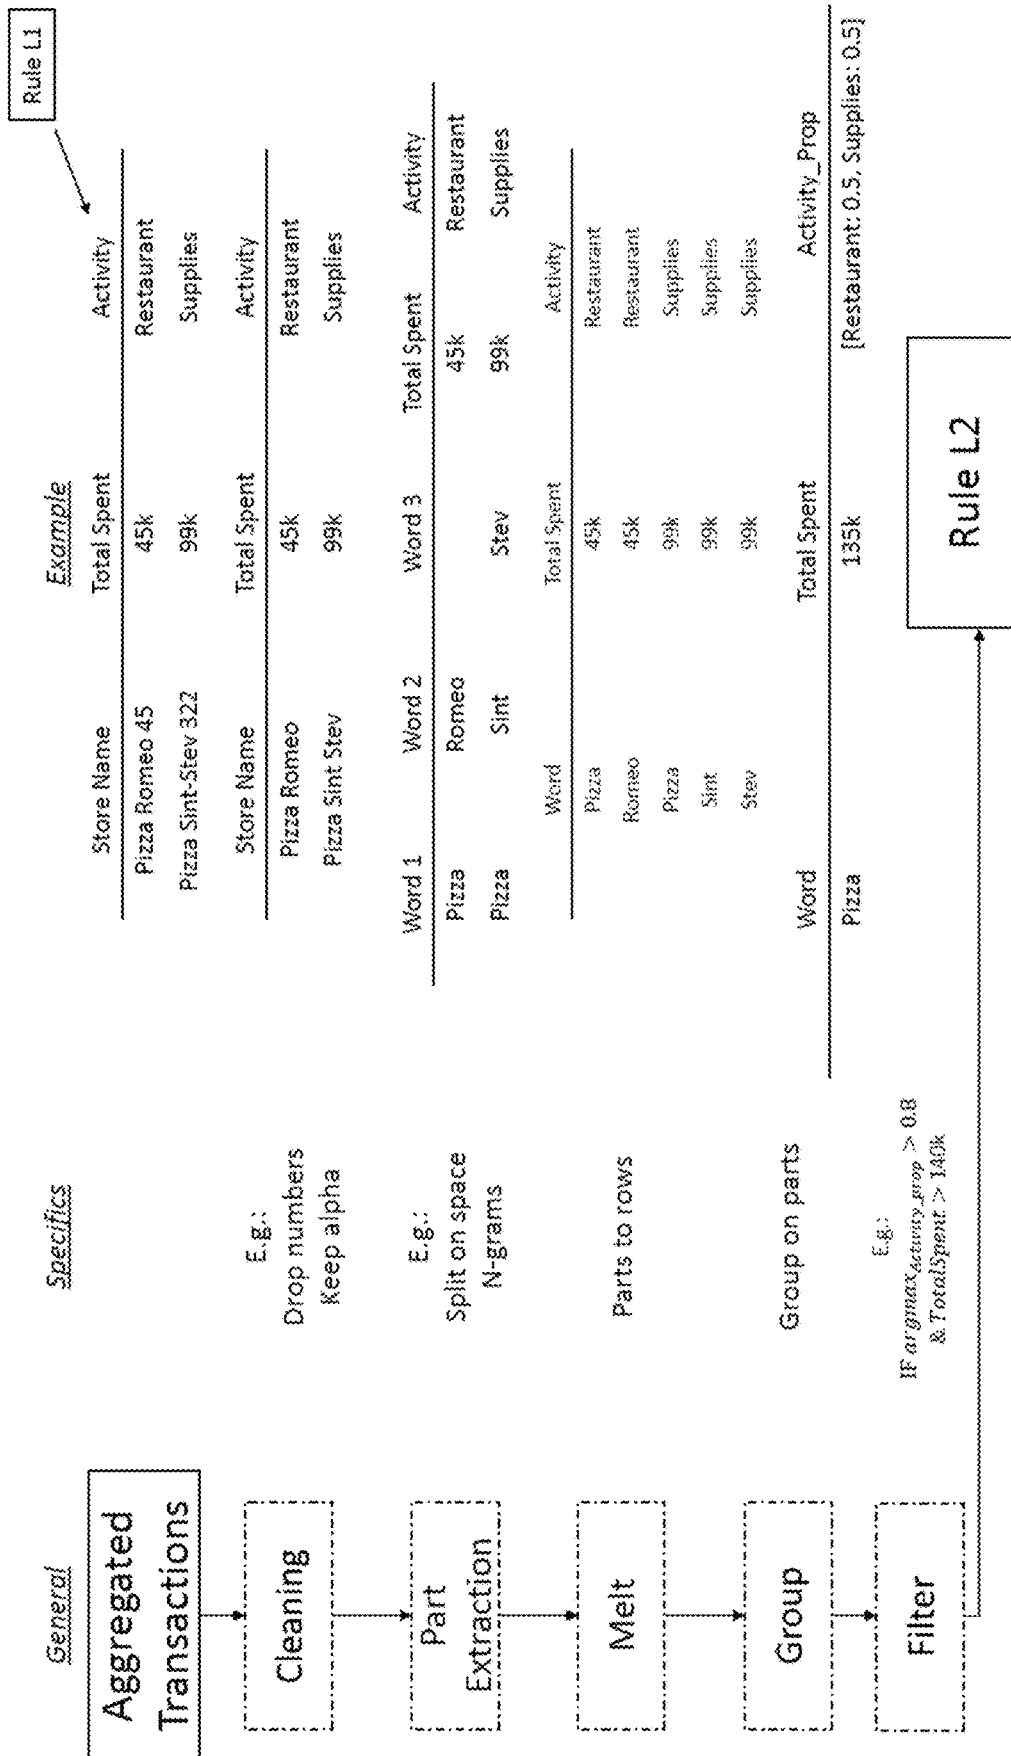 General
Specifics
Example
Rule L1
Aggregated
Transactions
Store Name Total Spent Activity
Pizza Romeo 45 45k Restaurant
Pizza Sint-Stev 322 99k Supplies
Cleaning
E.g.:
Drop numbers
Keep alpha
Store Name Total Spent Activity
Pizza Romeo 45k Restaurant
Pizza Sint Stev 99k Supplies
Part
Extraction
E.g.:
Split on space
N-grams
Word 1 Word 2 Word 3 Total Spent Activity
Pizza Romeo 45k Restaurant
Pizza Sint Stev 99k Supplies
Melt
Parts to rows
Word Total Spent Activity
Pizza 45k Restaurant
Romeo 45k Restaurant
Pizza 99k Supplies
Sint 99k Supplies
Stev 99k Supplies
Group
Group on parts
Word Total Spent Activity_Prop
Pizza 135k [Restaurant: 0.5, Supplies: 0.5]
Filter
E.g.:
IF argmax_Activity_prop > 0.8
& TotalSpent > 140k
Rule L2